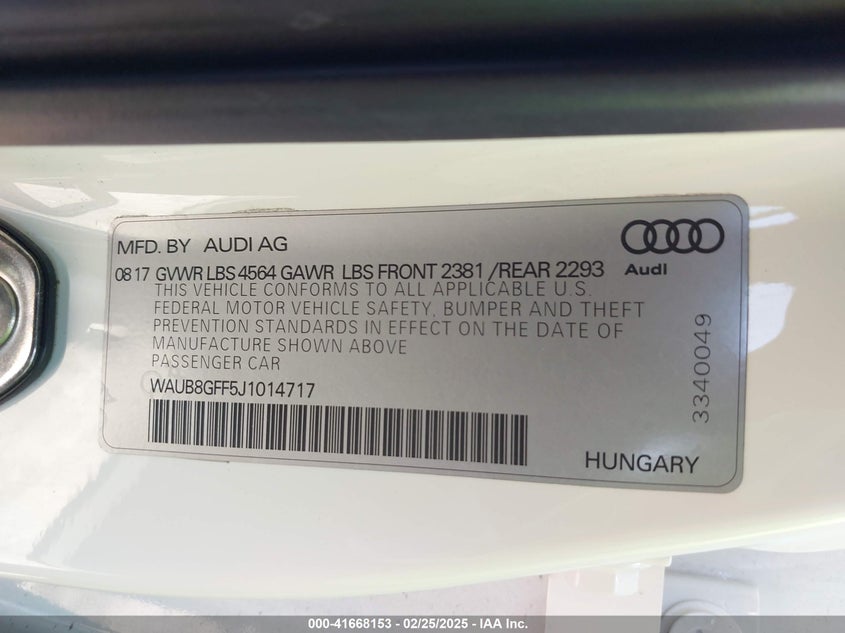 MFD. BY AUDI AG
08 17 GVWR LBS 4564 GAWR LBS FRONT 2381 /REAR 2293
THIS VEHICLE CONFORMS TO ALL APPLICABLE U.S.
FEDERAL MOTOR VEHICLE SAFETY, BUMPER AND THEFT
PREVENTION STANDARDS IN EFFECT ON THE DATE OF
MANUFACTURE SHOWN ABOVE
PASSENGER CAR
WAUB8GFF5J1014717
Audi
3340049
HUNGARY
000-41668153 - 02/25/2025 - IAA Inc.